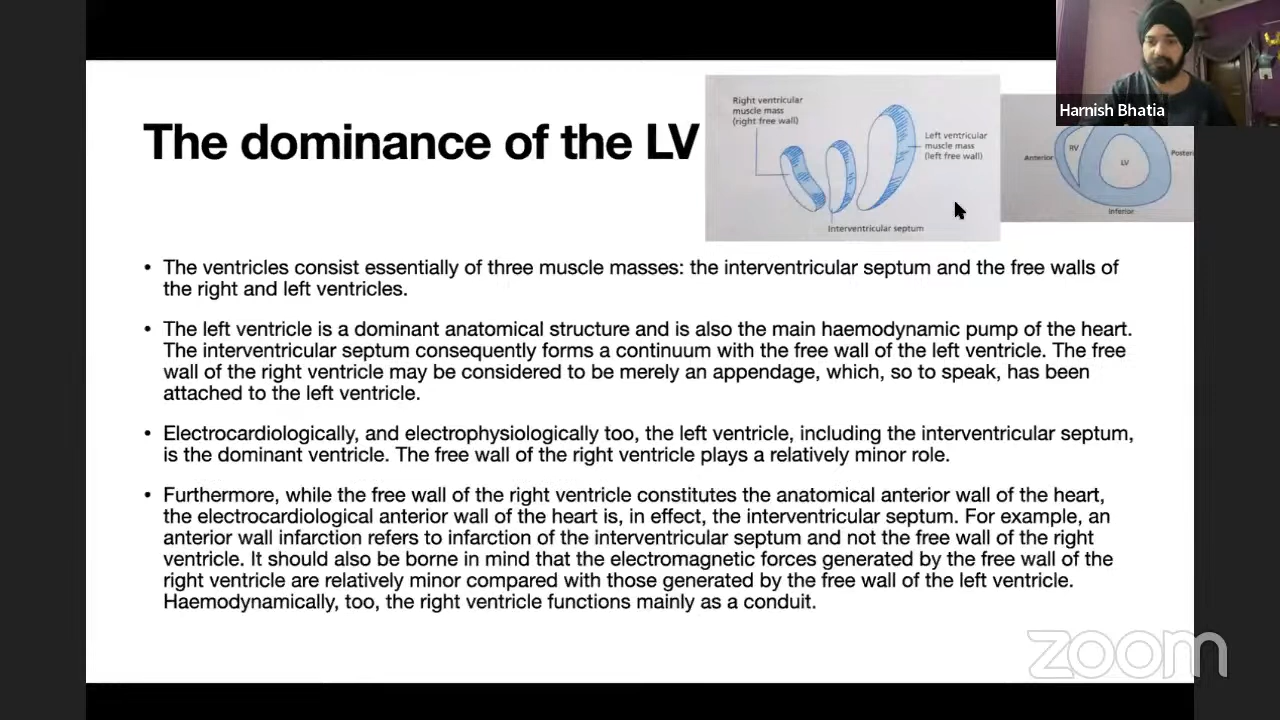 Harnish Bhatia
The dominance of the LV
Right ventricular
muscle mass
(right free wall)
Left ventricular
muscle mass
(left free wall)
Interventricular septum
Anterior
RV
LV
Inferior
• The ventricles consist essentially of three muscle masses: the interventricular septum and the free walls of
the right and left ventricles.
• The left ventricle is a dominant anatomical structure and is also the main haemodynamic pump of the heart.
The interventricular septum consequently forms a continuum with the free wall of the left ventricle. The free
wall of the right ventricle may be considered to be merely an appendage, which, so to speak, has been
attached to the left ventricle.
• Electrocardiologically, and electrophysiologically too, the left ventricle, including the interventricular septum,
is the dominant ventricle. The free wall of the right ventricle plays a relatively minor role.
• Furthermore, while the free wall of the right ventricle constitutes the anatomical anterior wall of the heart,
the electrocardiological anterior wall of the heart is, in effect, the interventricular septum. For example, an
anterior wall infarction refers to infarction of the interventricular septum and not the free wall of the right
ventricle. It should also be borne in mind that the electromagnetic forces generated by the free wall of the
right ventricle are relatively minor compared with those generated by the free wall of the left ventricle.
Haemodynamically, too, the right ventricle functions mainly as a conduit.
zoom